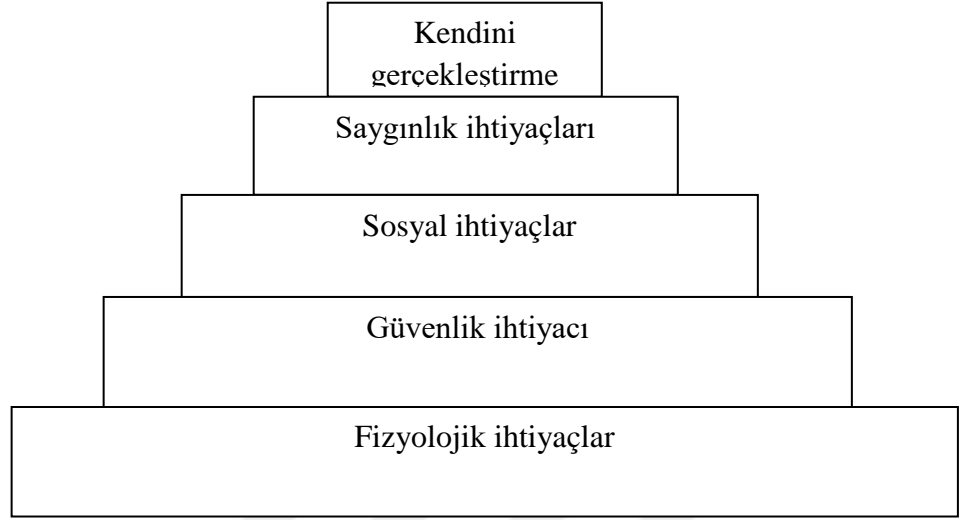 Kendini
gerçekleştirme
Saygınlık ihtiyaçları
Sosyal ihtiyaçlar
Güvenlik ihtiyacı
Fizyolojik ihtiyaçlar